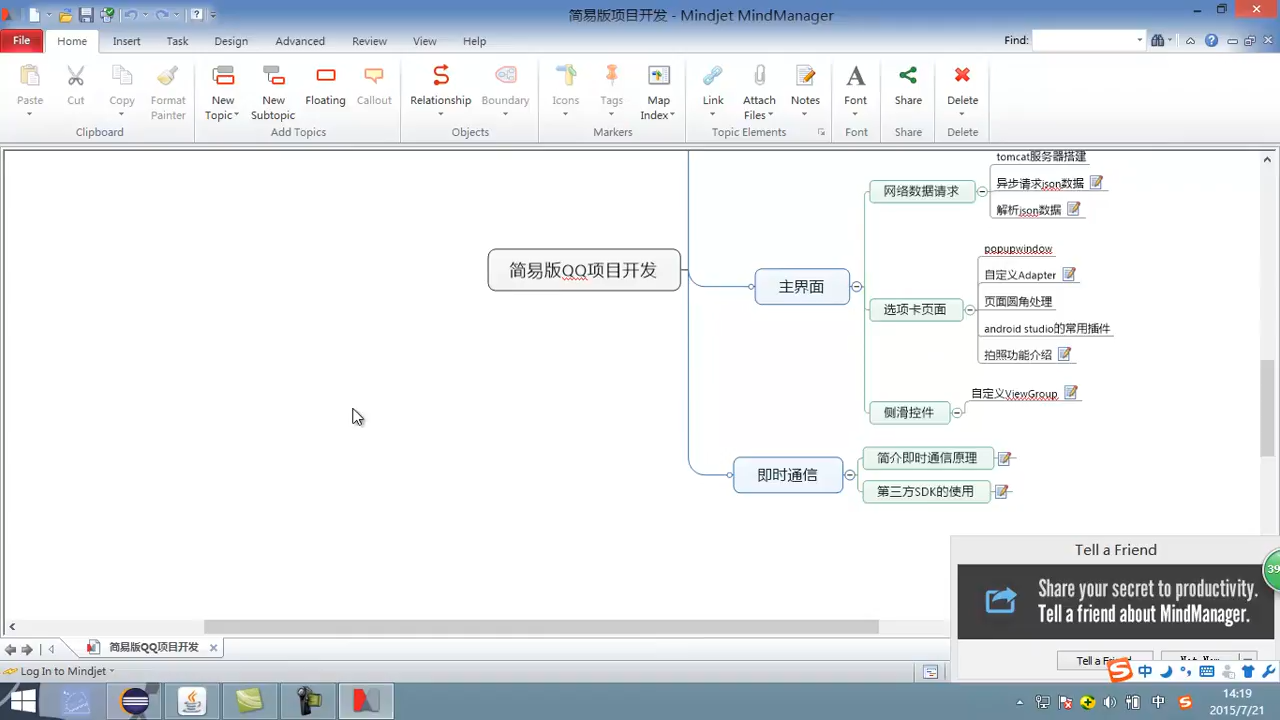 简易版项目开发 - Mindjet MindManager
File Home Insert Task Design Advanced Review View Help Find:
Paste Cut Copy Format Painter
Clipboard
New Topic New Subtopic Floating Callout
Add Topics
Relationship Boundary
Objects
Icons Tags Map Index
Markers
Link Attach Files Notes
Topic Elements
Font
Font
Share
Share
Delete
Delete
简易版QQ项目开发
主界面
网络数据请求
tomcat服务器搭建
异步请求json数据
解析json数据
选项卡页面
popupwindow
自定义Adapter
页面圆角处理
android studio的常用插件
拍照功能介绍
侧滑控件
自定义ViewGroup
即时通信
简介即时通信原理
第三方SDK的使用
Tell a Friend
39
Share your secret to productivity.
Tell a friend about MindManager.
Tell a Friend
简易版QQ项目开发
Log In to Mindjet
中
中
14:19
2015/7/21